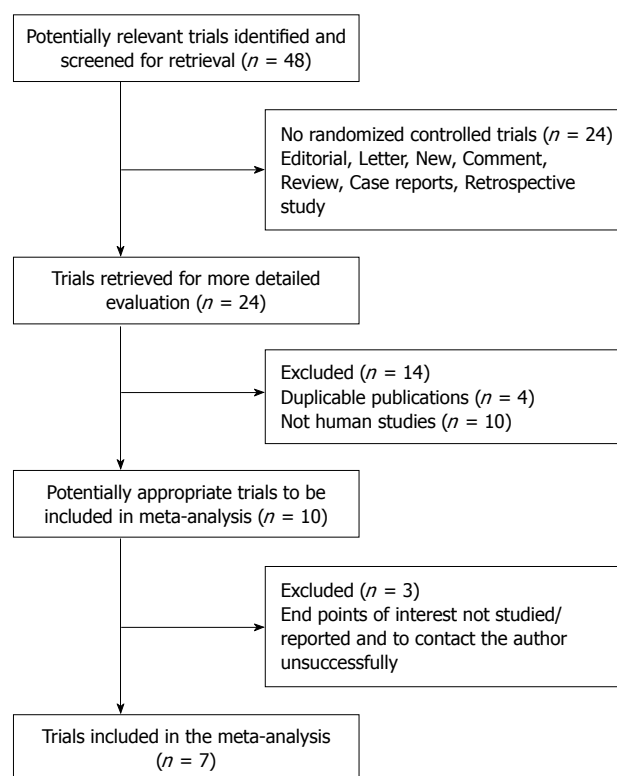 Potentially relevant trials identified and
screened for retrieval (n = 48)
No randomized controlled trials (n = 24)
Editorial, Letter, New, Comment,
Review, Case reports, Retrospective
study
Trials retrieved for more detailed
evaluation (n = 24)
Excluded (n = 14)
Duplicable publications (n = 4)
Not human studies (n = 10)
Potentially appropriate trials to be
included in meta-analysis (n = 10)
Excluded (n = 3)
End points of interest not studied/
reported and to contact the author
unsuccessfully
Trials included in the meta-analysis
(n = 7)